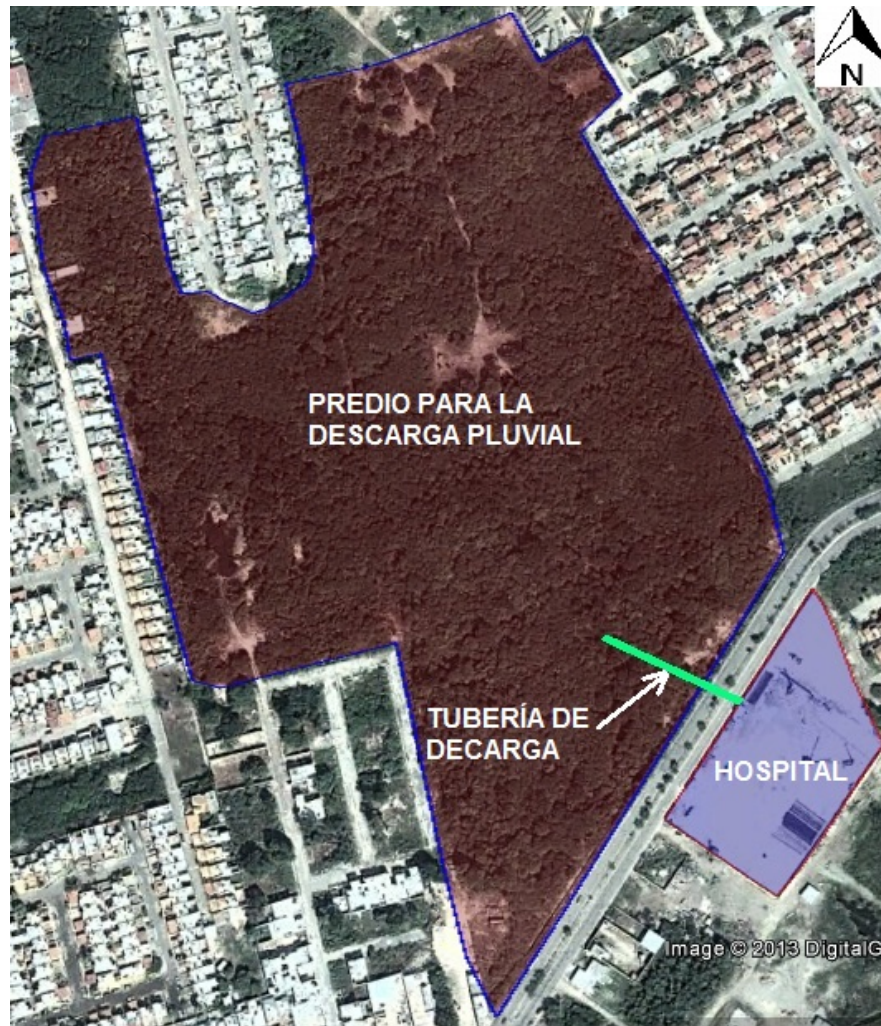 N
PREDIO PARA LA
DESCARGA PLUVIAL
TUBERÍA DE
DECARGA
HOSPITAL
Image © 2013 DigitalG